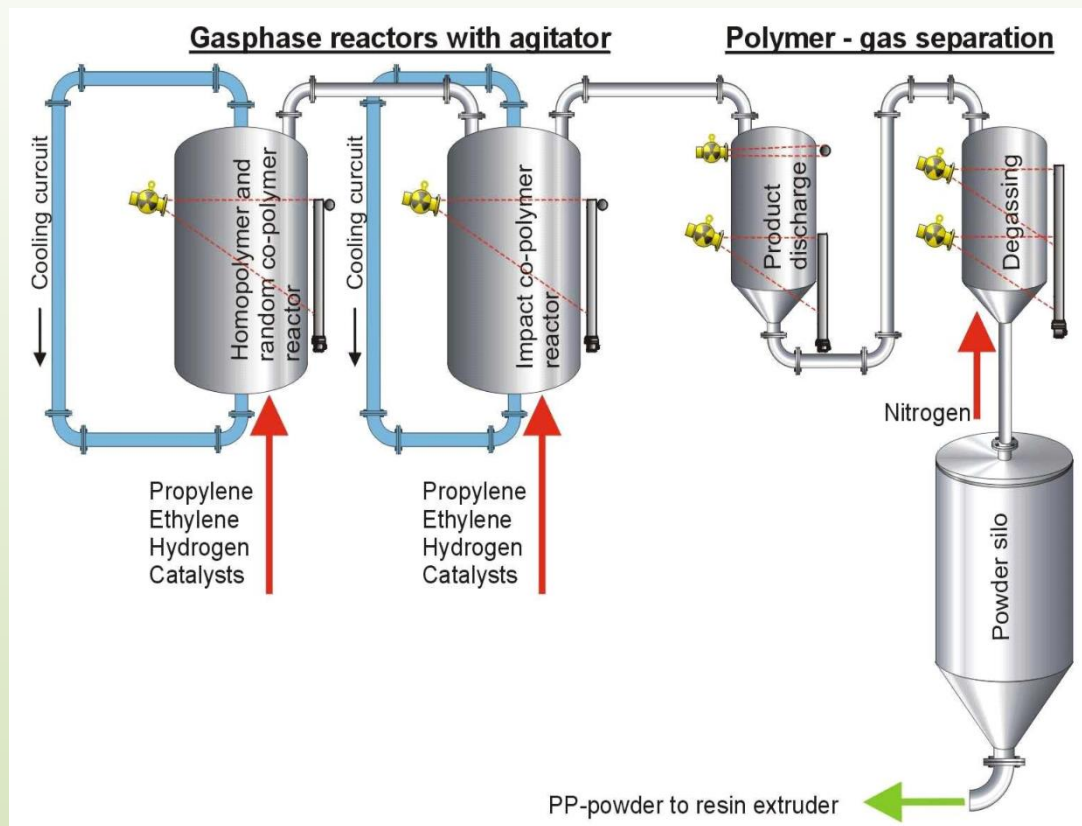 Gasphase reactors with agitator
Polymer - gas separation
Cooling curcuit
Homopolymer and
random co-polymer
reactor
Cooling curcuit
Impact co-polymer
reactor
Product
discharge
Degassing
Nitrogen
Propylene
Ethylene
Hydrogen
Catalysts
Propylene
Ethylene
Hydrogen
Catalysts
Powder silo
PP-powder to resin extruder